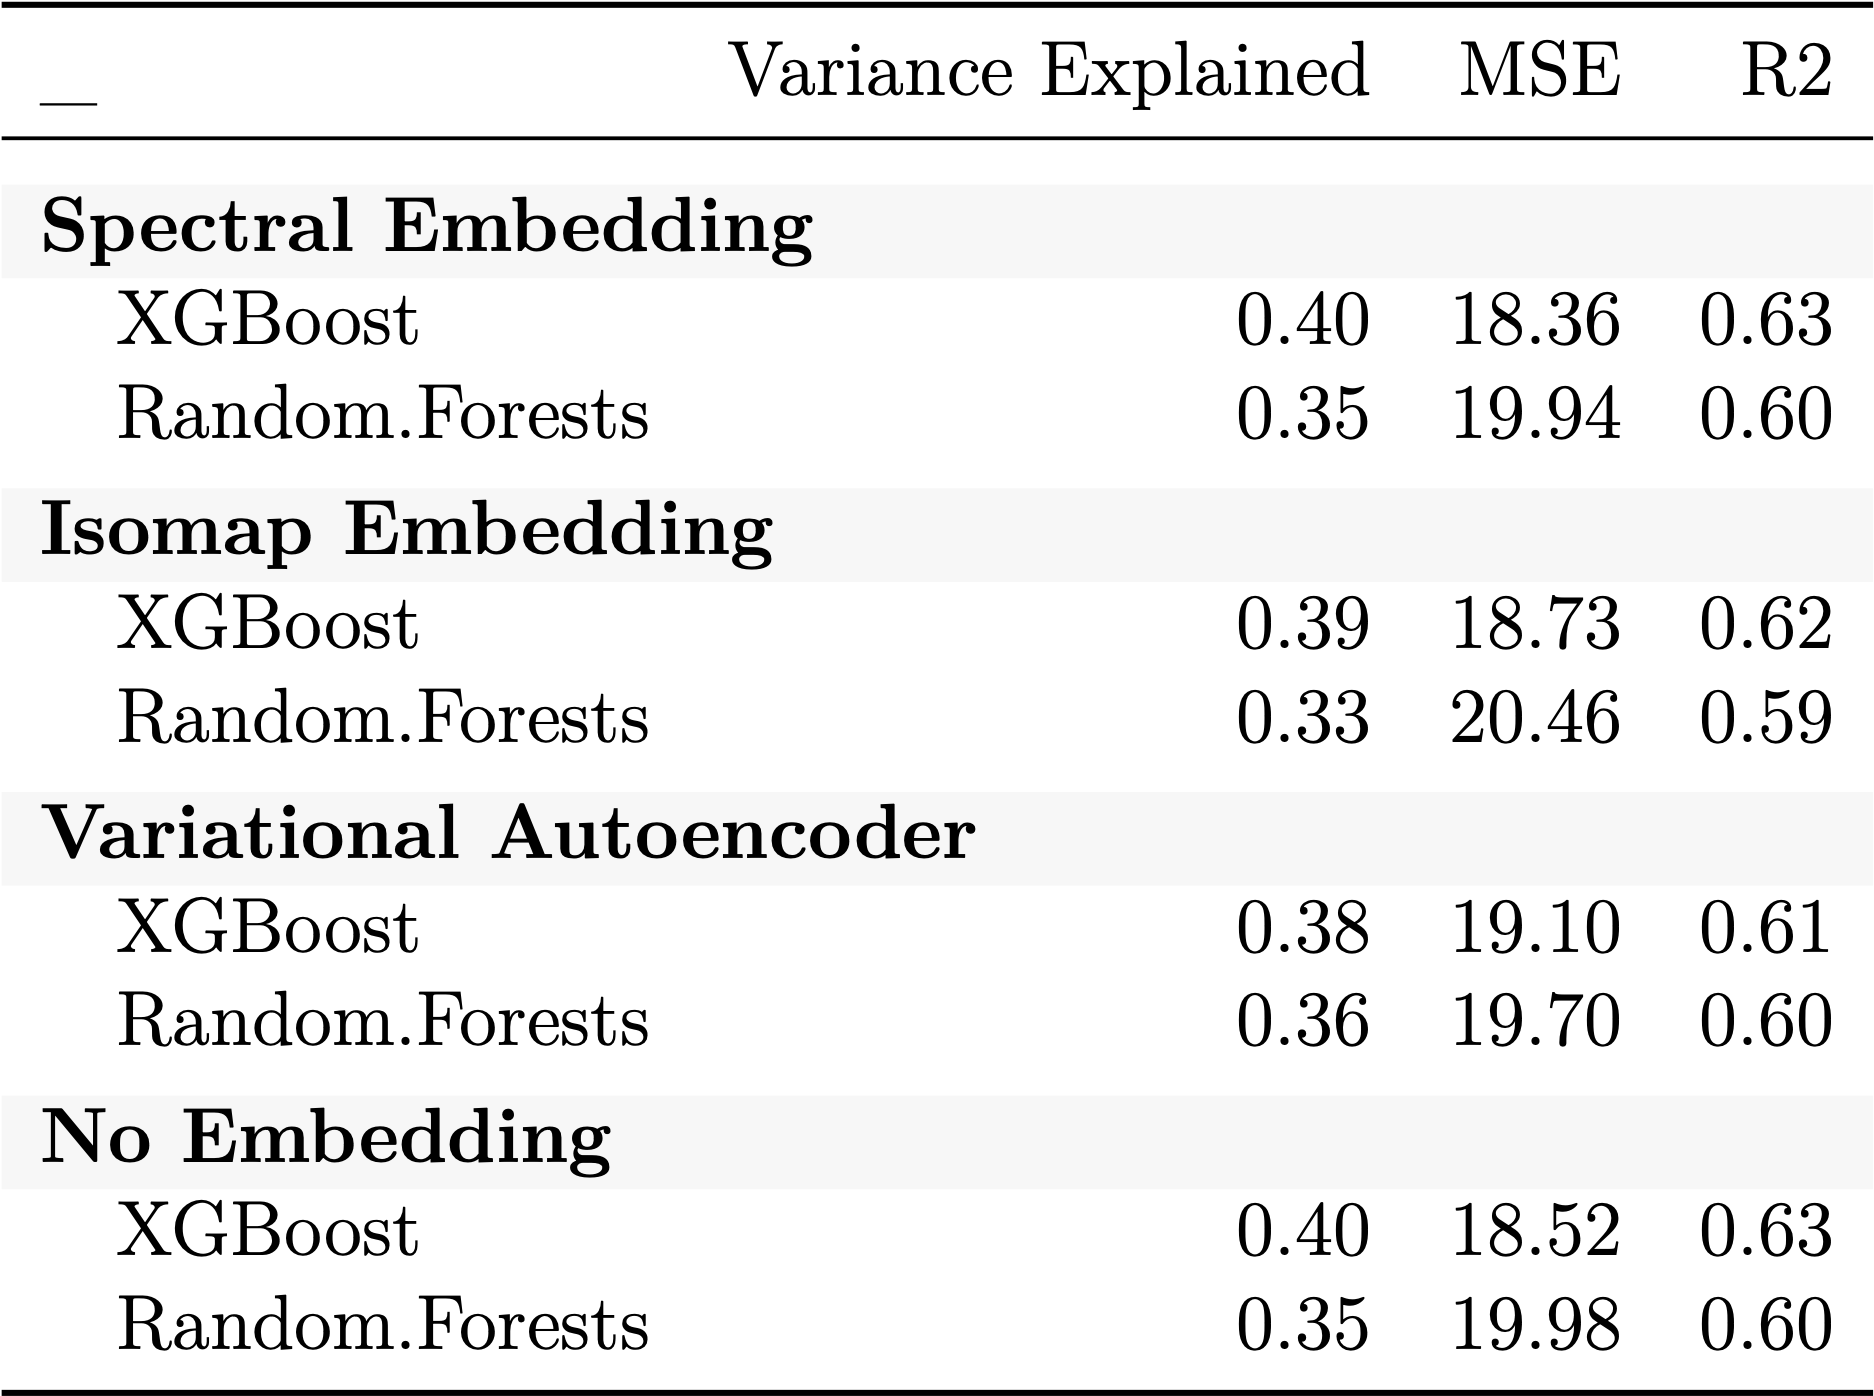 _ Variance Explained MSE R2
Spectral Embedding
XGBoost 0.40 18.36 0.63
Random.Forests 0.35 19.94 0.60
Isomap Embedding
XGBoost 0.39 18.73 0.62
Random.Forests 0.33 20.46 0.59
Variational Autoencoder
XGBoost 0.38 19.10 0.61
Random.Forests 0.36 19.70 0.60
No Embedding
XGBoost 0.40 18.52 0.63
Random.Forests 0.35 19.98 0.60